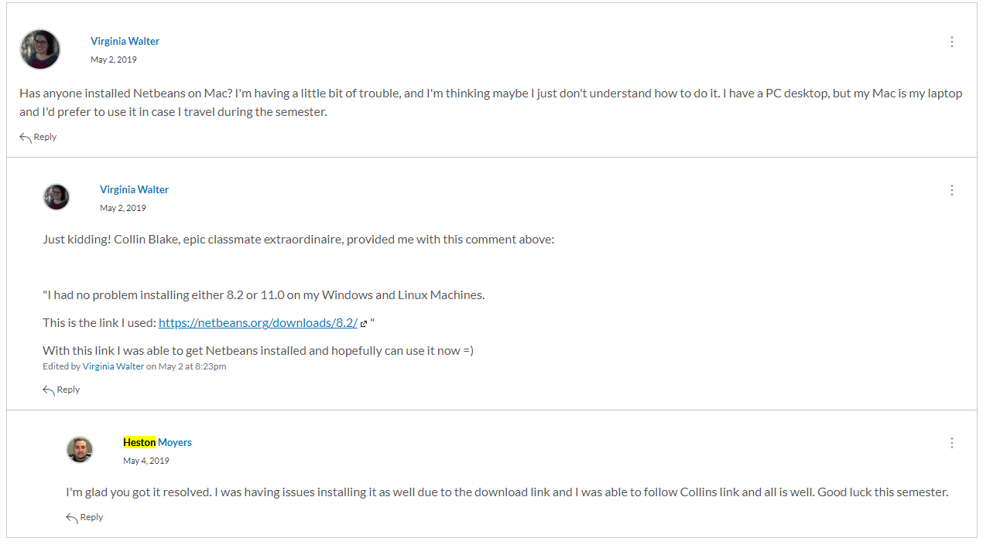 Virginia Walter
May 2, 2019
Has anyone installed Netbeans on Mac? I'm having a little bit of trouble, and I'm thinking maybe I just don't understand how to do it. I have a PC desktop, but my Mac is my laptop
and I'd prefer to use it in case I travel during the semester.
Reply
Virginia Walter
May 2, 2019
Just kidding! Collin Blake, epic classmate extraordinaire, provided me with this comment above:
"I had no problem installing either 8.2 or 11.0 on my Windows and Linux Machines.
This is the link I used: https://netbeans.org/downloads/8.2/ "
With this link I was able to get Netbeans installed and hopefully can use it now =)
Edited by Virginia Walter on May 2 at 8:23pm
Reply
Heston Moyers
May 4, 2019
I'm glad you got it resolved. I was having issues installing it as well due to the download link and I was able to follow Collins link and all is well. Good luck this semester.
Reply